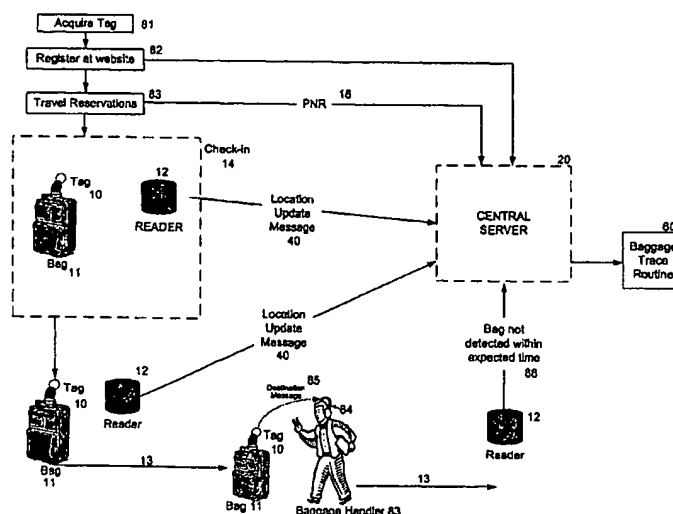 Acquire Tag
81
Register at website
82
Travel Reservations
83
PNR
18
Check-in
14
Tag
10
Bag
11
12
READER
Location
Update
Message
40
20
CENTRAL
SERVER
60
Baggage
Trace
Routine
Location
Update
Message
40
Bag not
detected within
expected time
88
Tag
10
Bag
11
12
Reader
13
Destination
Message
85
84
Tag
10
Bag 11
Baggage Handler 83
13
12
Reader